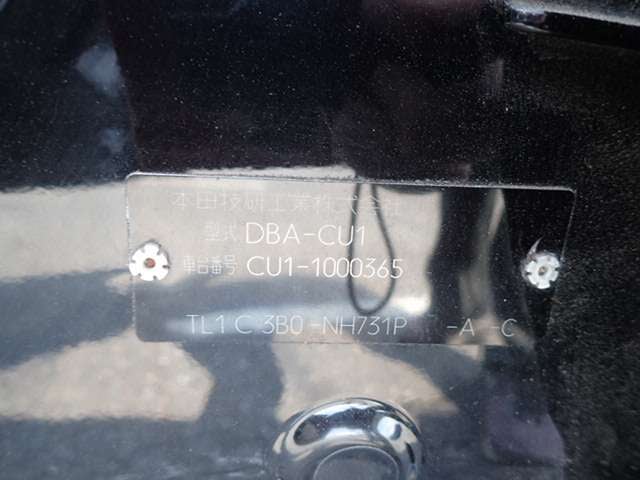 本田技研工業株式会社
型式 DBA-CU1
車台番号 CU1-1000365
TL1 C 3B0 -NH731P -A -C